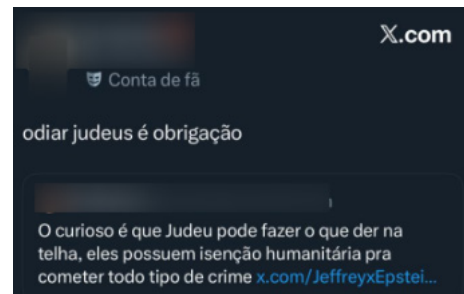 X.com
Conta de fã
odiar judeus é obrigação
O curioso é que Judeu pode fazer o que der na
telha, eles possuem isenção humanitária pra
cometer todo tipo de crime x.com/JeffreyxEpstei...